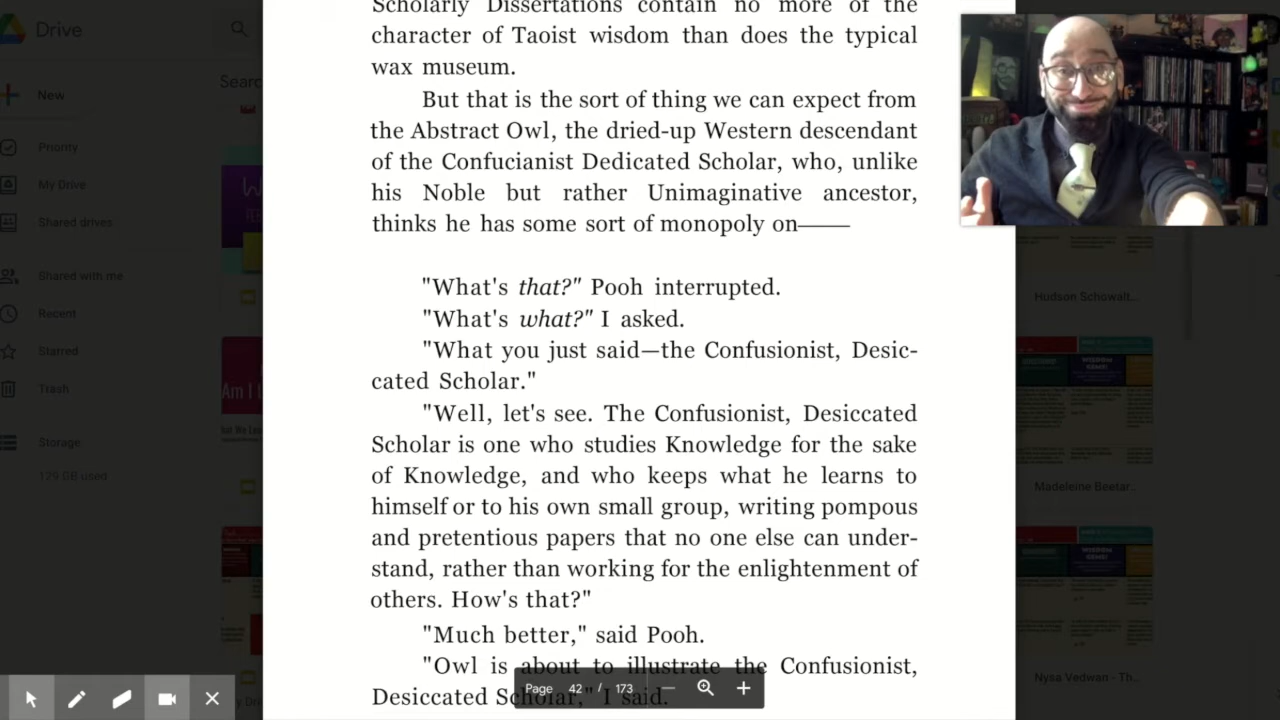 Scholarly Dissertations contain no more of the
character of Taoist wisdom than does the typical
wax museum.
But that is the sort of thing we can expect from
the Abstract Owl, the dried-up Western descendant
of the Confucianist Dedicated Scholar, who, unlike
his Noble but rather Unimaginative ancestor,
thinks he has some sort of monopoly on——
"What's that?" Pooh interrupted.
"What's what?" I asked.
"What you just said—the Confusionist, Desic-
cated Scholar."
"Well, let's see. The Confusionist, Desiccated
Scholar is one who studies Knowledge for the sake
of Knowledge, and who keeps what he learns to
himself or to his own small group, writing pompous
and pretentious papers that no one else can under-
stand, rather than working for the enlightenment of
others. How's that?"
"Much better," said Pooh.
"Owl is about to illustrate the Confusionist,
Desiccated Scholar," I said.
Page 42 / 173
Drive
New
Priority
My Drive
Shared drives
Shared with me
Recent
Starred
Trash
Storage
129 GB used
Searc
Am I
Hudson Schowalt...
Madeleine Beetar...
Nysa Vedwan - Th...